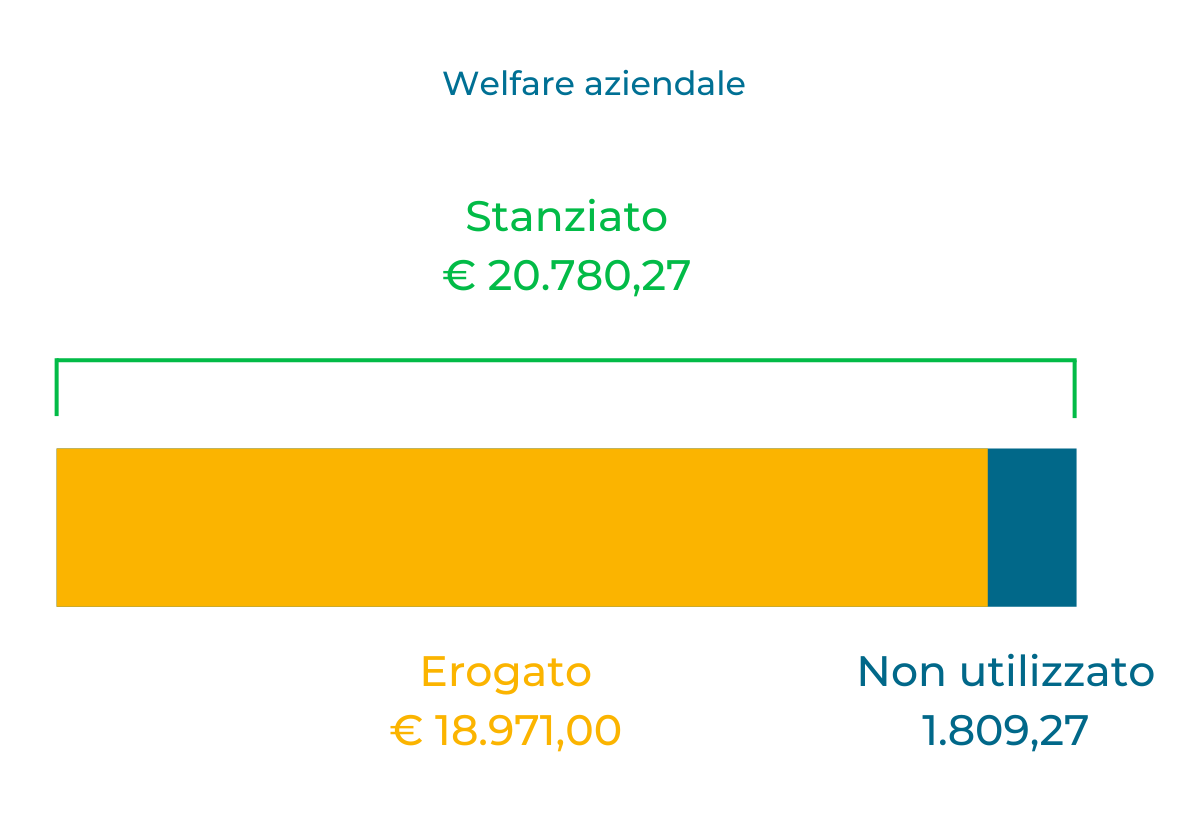 Welfare aziendale
Stanziato
€ 20.780,27
Erogato
€ 18.971,00
Non utilizzato
1.809,27